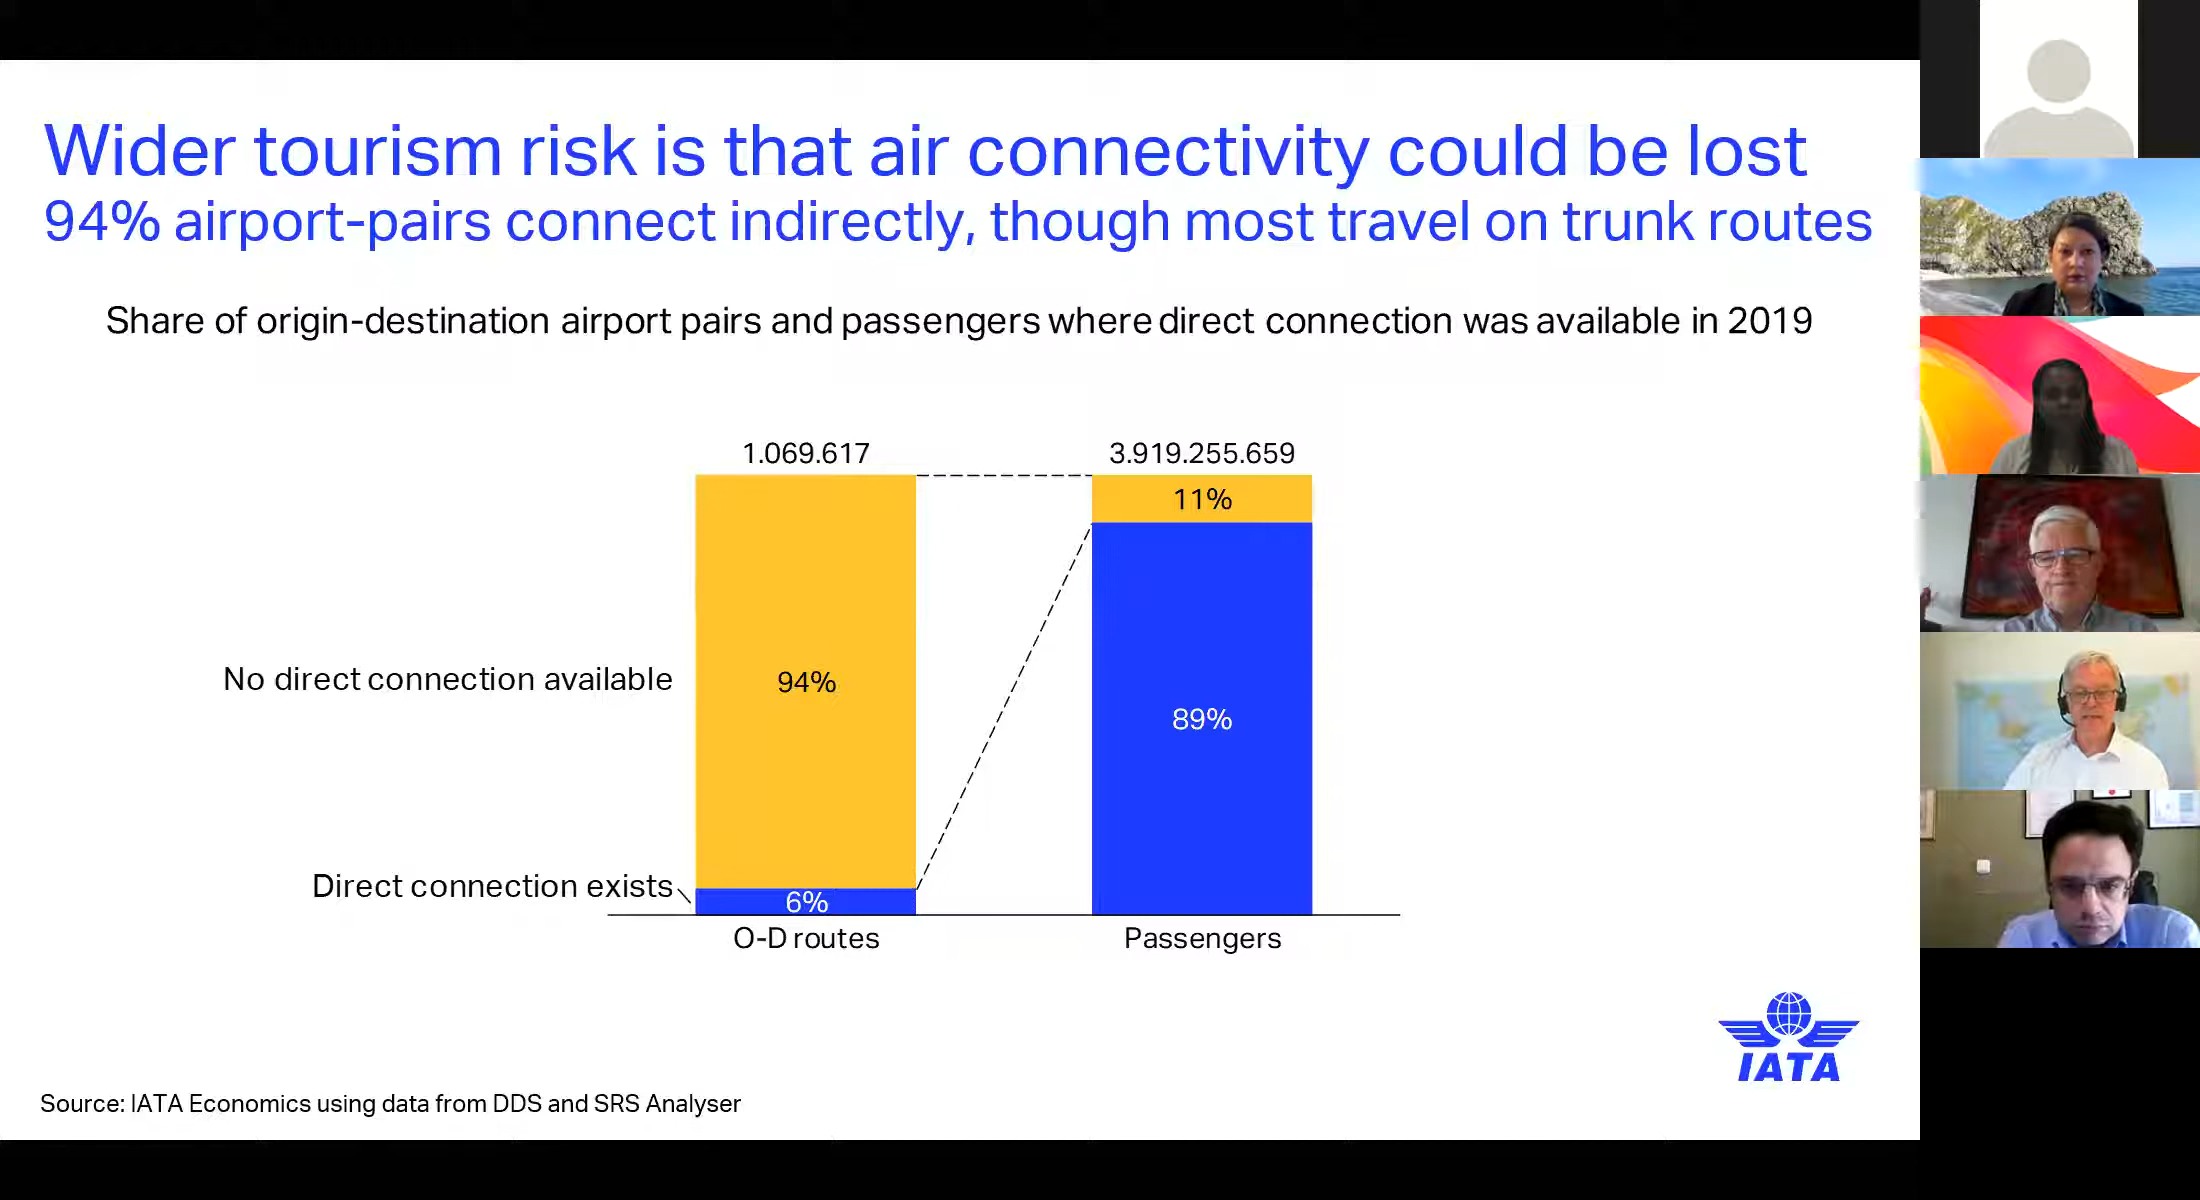 Wider tourism risk is that air connectivity could be lost
94% airport-pairs connect indirectly, though most travel on trunk routes
Share of origin-destination airport pairs and passengers where direct connection was available in 2019
1.069.617
3.919.255.659
11%
No direct connection available
94%
89%
Direct connection exists
6%
O-D routes
Passengers
IATA
Source: IATA Economics using data from DDS and SRS Analyser